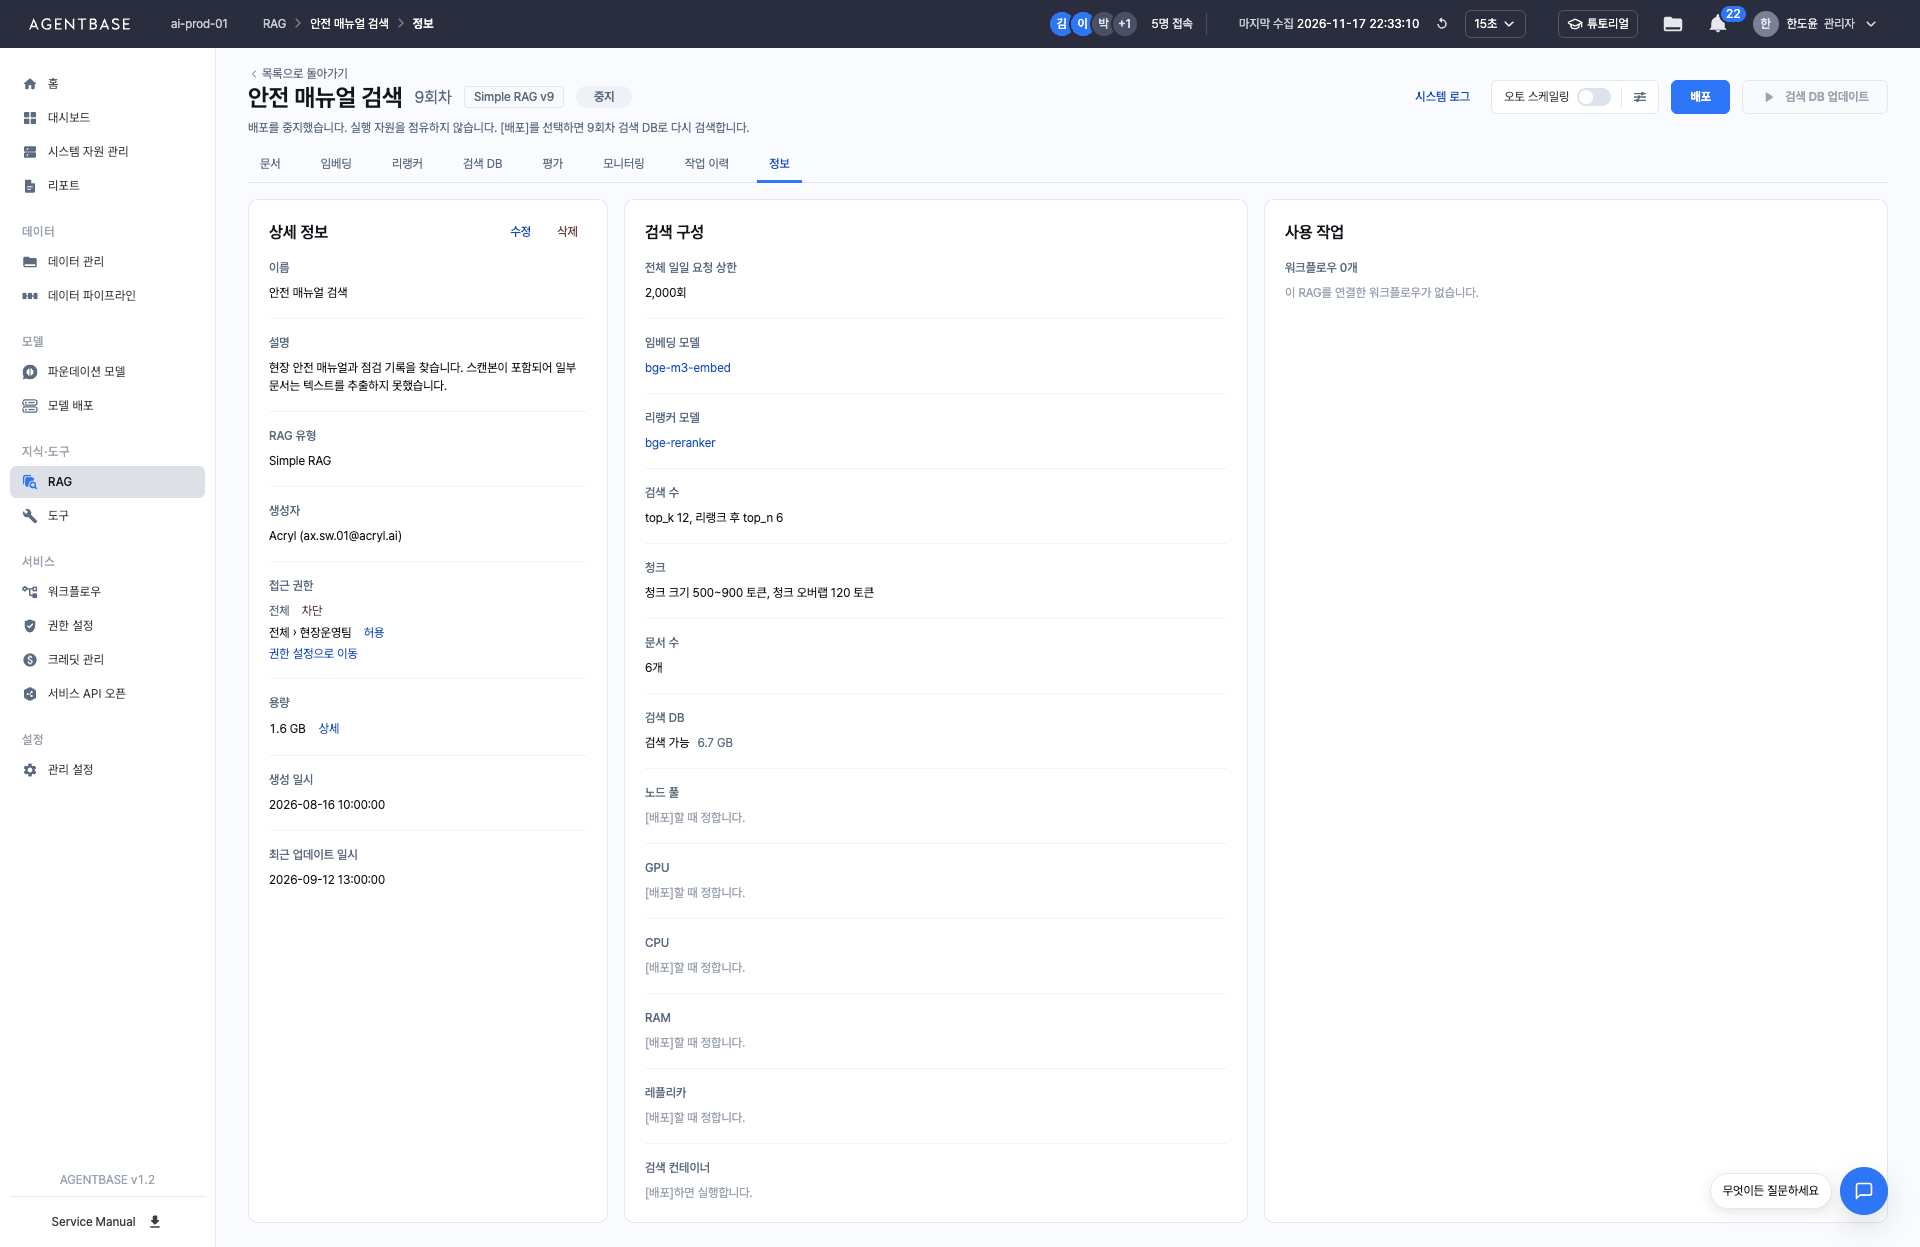 AGENTBASE
ai-prod-01
RAG > 안전 매뉴얼 검색 > 정보
김 이 박 +1 5명 접속
마지막 수집 2026-11-17 22:33:10
15초
튜토리얼
22
한 한도윤 관리자
홈
대시보드
시스템 자원 관리
리포트
데이터
데이터 관리
데이터 파이프라인
모델
파운데이션 모델
모델 배포
지식·도구
RAG
도구
서비스
워크플로우
권한 설정
크레딧 관리
서비스 API 오픈
설정
관리 설정
AGENTBASE v1.2
Service Manual
목록으로 돌아가기
안전 매뉴얼 검색 9회차 Simple RAG v9 중지
배포를 중지했습니다. 실행 자원을 점유하지 않습니다. [배포]를 선택하면 9회차 검색 DB로 다시 검색합니다.
시스템 로그
오토 스케일링
배포
검색 DB 업데이트
문서 임베딩 리랭커 검색 DB 평가 모니터링 작업 이력 정보
상세 정보 수정 삭제
이름
안전 매뉴얼 검색
설명
현장 안전 매뉴얼과 점검 기록을 찾습니다. 스캔본이 포함되어 일부
문서는 텍스트를 추출하지 못했습니다.
RAG 유형
Simple RAG
생성자
Acryl (ax.sw.01@acryl.ai)
접근 권한
전체 차단
전체 › 현장운영팀 허용
권한 설정으로 이동
용량
1.6 GB 상세
생성 일시
2026-08-16 10:00:00
최근 업데이트 일시
2026-09-12 13:00:00
검색 구성
전체 일일 요청 상한
2,000회
임베딩 모델
bge-m3-embed
리랭커 모델
bge-reranker
검색 수
top_k 12, 리랭크 후 top_n 6
청크
청크 크기 500~900 토큰, 청크 오버랩 120 토큰
문서 수
6개
검색 DB
검색 가능 6.7 GB
노드 풀
[배포]할 때 정합니다.
GPU
[배포]할 때 정합니다.
CPU
[배포]할 때 정합니다.
RAM
[배포]할 때 정합니다.
레플리카
[배포]할 때 정합니다.
검색 컨테이너
[배포]하면 실행합니다.
사용 작업
워크플로우 0개
이 RAG를 연결한 워크플로우가 없습니다.
무엇이든 질문하세요